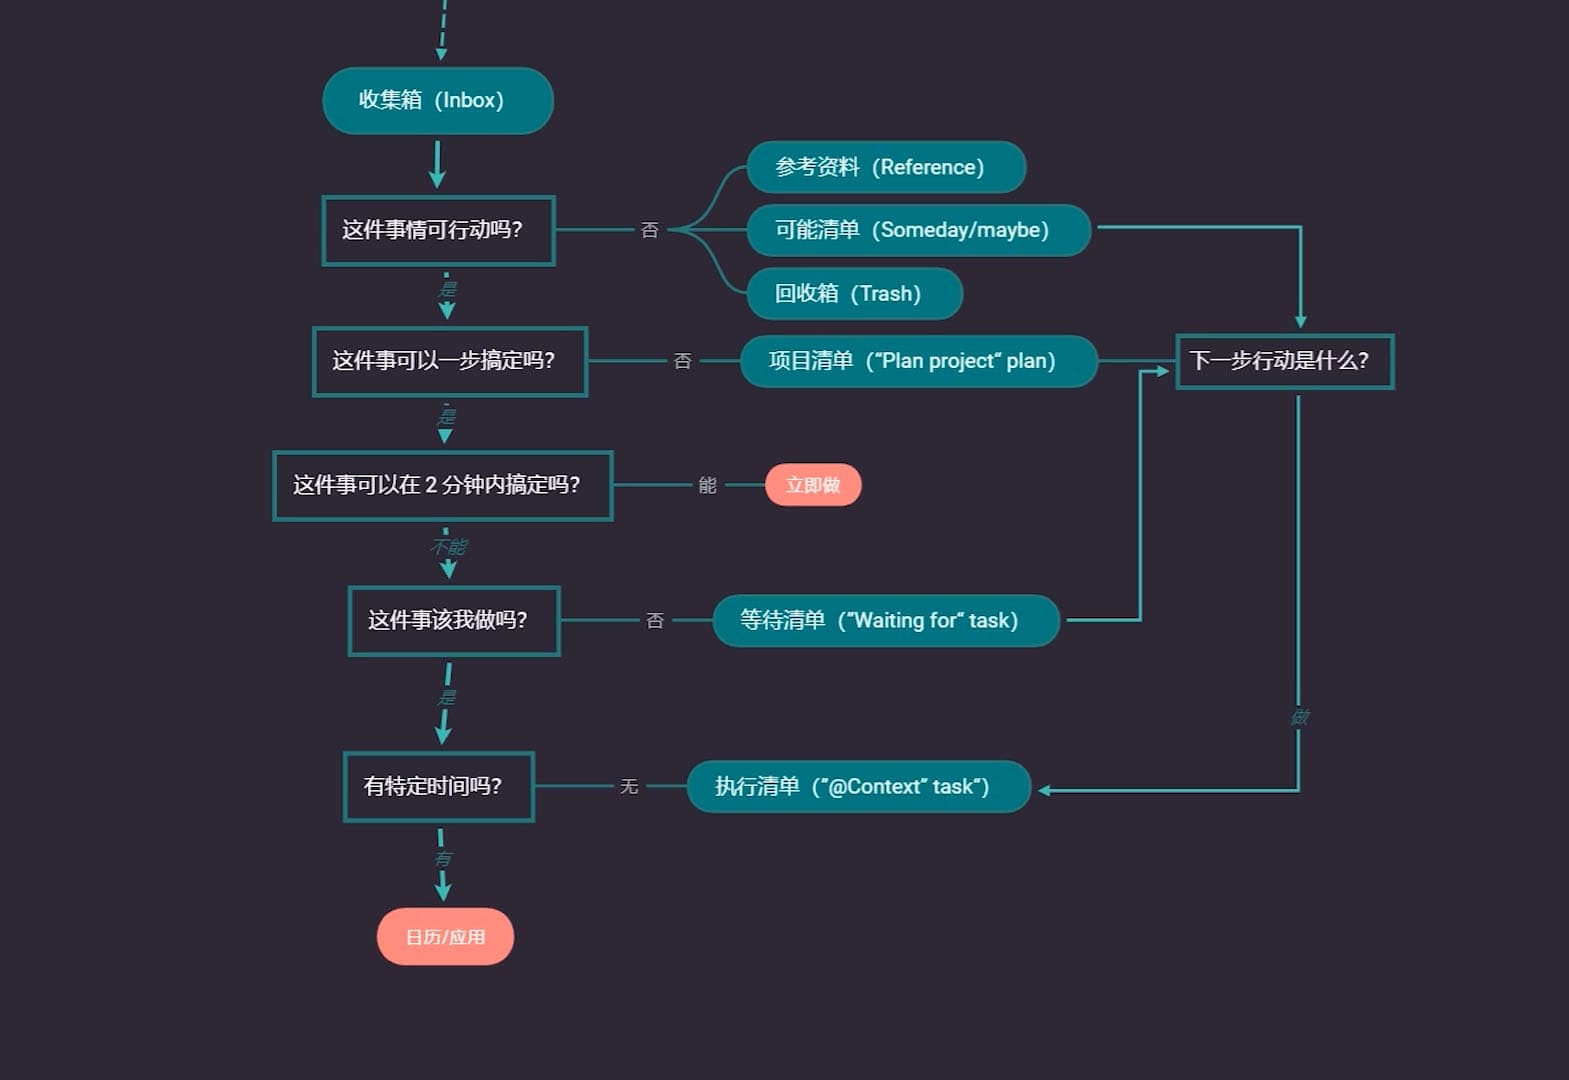 收集箱（Inbox）
这件事情可行动吗？
否
参考资料（Reference）
可能清单（Someday/maybe）
回收箱（Trash）
是
这件事可以一步搞定吗？
否
项目清单（“Plan project“ plan）
下一步行动是什么？
是
这件事可以在 2 分钟内搞定吗？
能
立即做
不能
这件事该我做吗？
否
等待清单（”Waiting for“ task）
是
做
有特定时间吗？
无
执行清单（”@Context” task“）
有
日历/应用